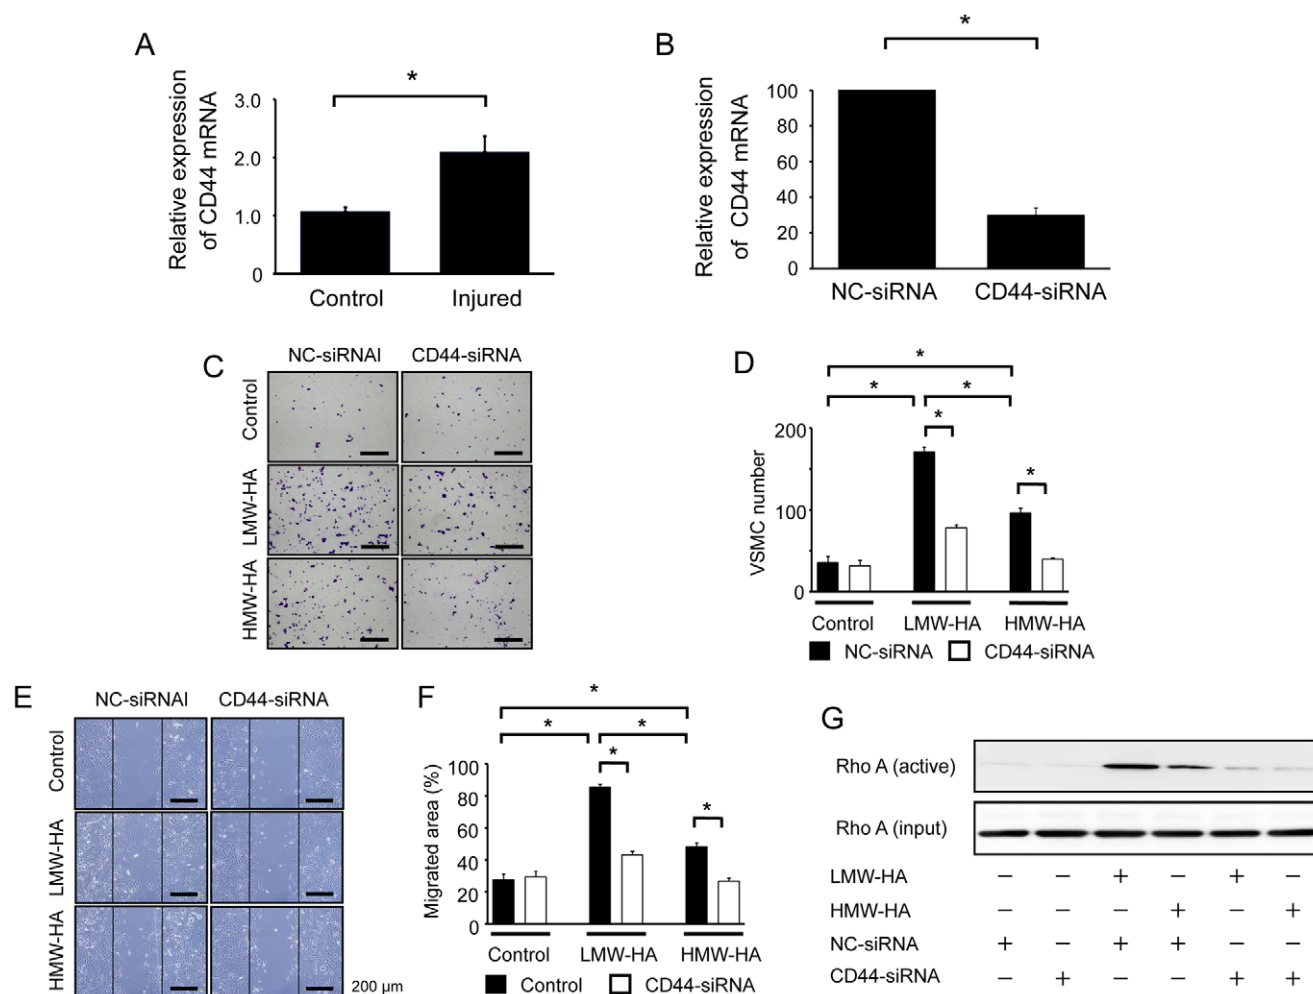 A
Relative expression
of CD44 mRNA
3.0
2.0
1.0
0
*
Control Injured
B
Relative expression
of CD44 mRNA
100
80
60
40
20
0
*
NC-siRNA CD44-siRNA
C
NC-siRNAI CD44-siRNA
Control
LMW-HA
HMW-HA
D
VSMC number
200
100
0
*
* *
*
*
Control LMW-HA HMW-HA
NC-siRNA CD44-siRNA
E
NC-siRNAI CD44-siRNA
Control
LMW-HA
HMW-HA
200 μm
F
Migrated area (%)
100
80
60
40
20
0
*
* *
*
*
Control LMW-HA HMW-HA
Control CD44-siRNA
G
Rho A (active)
Rho A (input)
LMW-HA − − + − + −
HMW-HA − − − + − +
NC-siRNA + − + + − −
CD44-siRNA − + − − + +